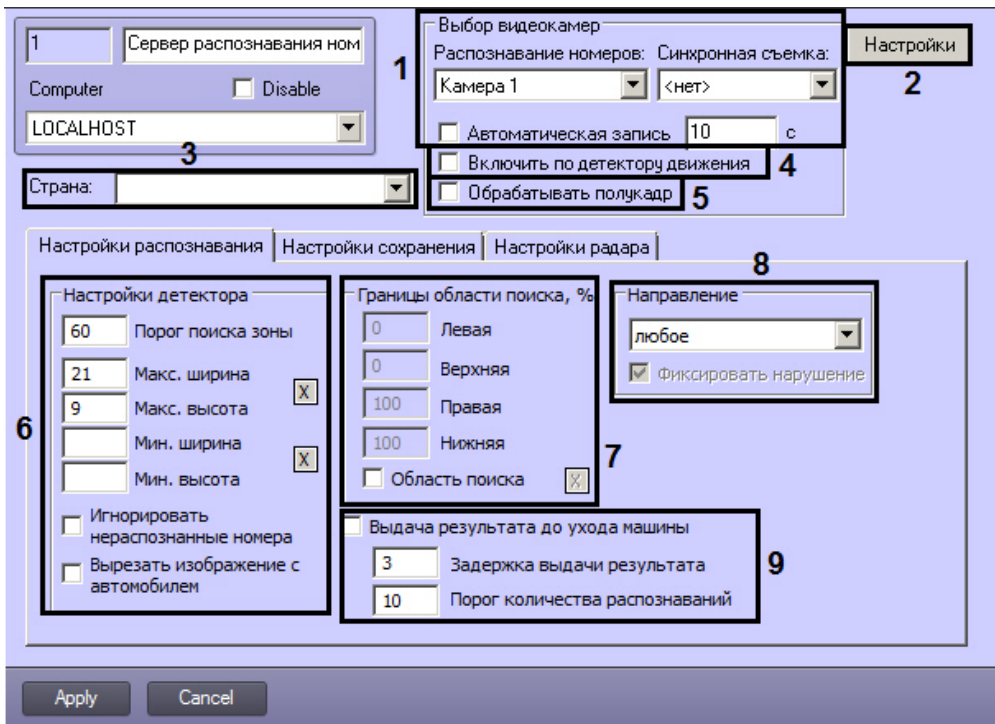 1
Сервер распознавания ном
Computer
Disable
LOCALHOST
3
Страна:
1
Выбор видеокамер
Распознавание номеров:
Синхронная съемка:
Камера 1
<нет>
Автоматическая запись
10
с
Включить по детектору движения
4
Обрабатывать полукадр
5
Настройки
2
Настройки распознавания
Настройки сохранения
Настройки радара
6
Настройки детектора
60
Порог поиска зоны
21
Макс. ширина
X
9
Макс. высота
Мин. ширина
X
Мин. высота
Игнорировать
нераспознанные номера
Вырезать изображение с
автомобилем
Границы области поиска, %
0
Левая
0
Верхняя
100
Правая
100
Нижняя
7
Область поиска
X
8
Направление
любое
Фиксировать нарушение
Выдача результата до ухода машины
3
Задержка выдачи результата
9
10
Порог количества распознаваний
Apply
Cancel